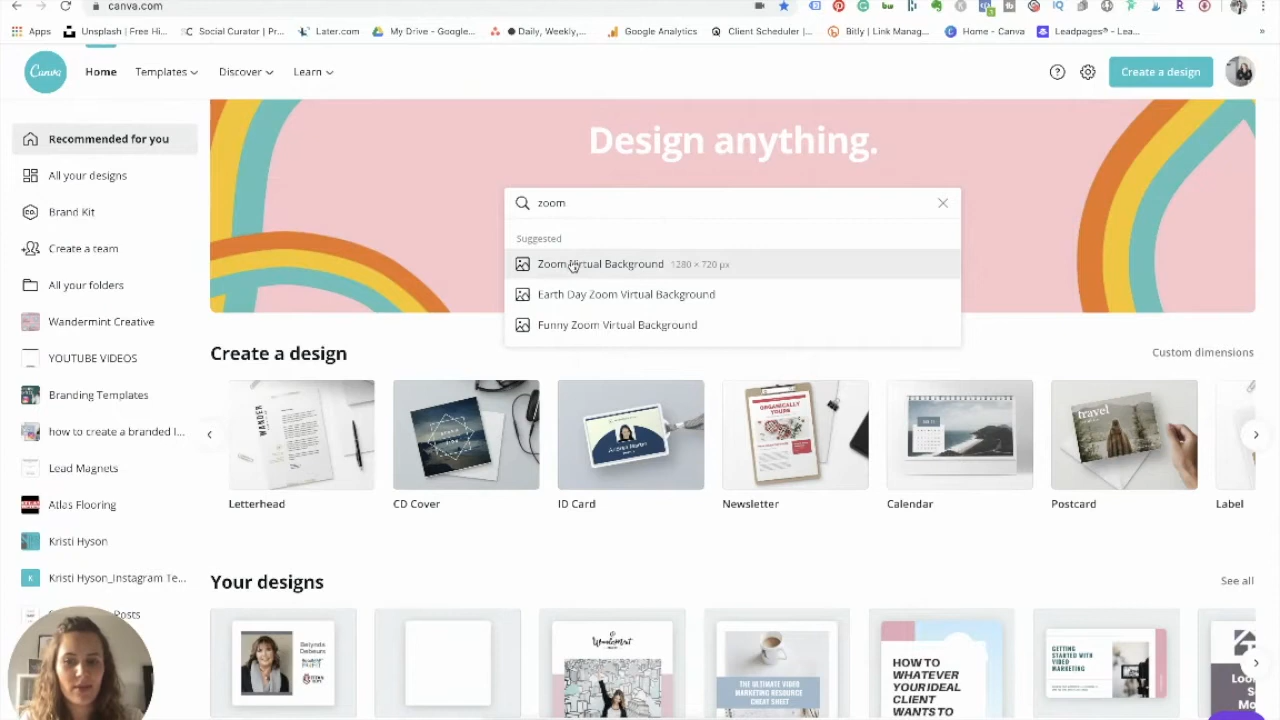 canva.com
Apps
Unsplash | Free Hi...
Social Curator | Pr...
Later.com
My Drive - Google...
Daily, Weekly,...
Google Analytics
Client Scheduler |...
Bitly | Link Manag...
Home - Canva
Leadpages® - Lea...
»
Canva
Home
Templates
Discover
Learn
Create a design
Recommended for you
All your designs
Brand Kit
Create a team
All your folders
Wandermint Creative
YOUTUBE VIDEOS
Branding Templates
how to create a branded l...
Lead Magnets
Atlas Flooring
Kristi Hyson
K Kristi Hyson_Instagram Te...
Posts
Design anything.
zoom
Suggested
Zoom Virtual Background 1280 × 720 px
Earth Day Zoom Virtual Background
Funny Zoom Virtual Background
Create a design
Custom dimensions
Letterhead
CD Cover
ID Card
ORGANICALLY
YOURS
Newsletter
Calendar
travel
Postcard
Label
Your designs
See all
Belynda
THE ULTIMATE VIDEO
MARKETING RESOURCE
CHEAT SHEET
HOW TO
WHATEVER
YOUR IDEAL
CLIENT
WANTS TO
GETTING
STARTED WITH
VIDEO
MARKETING